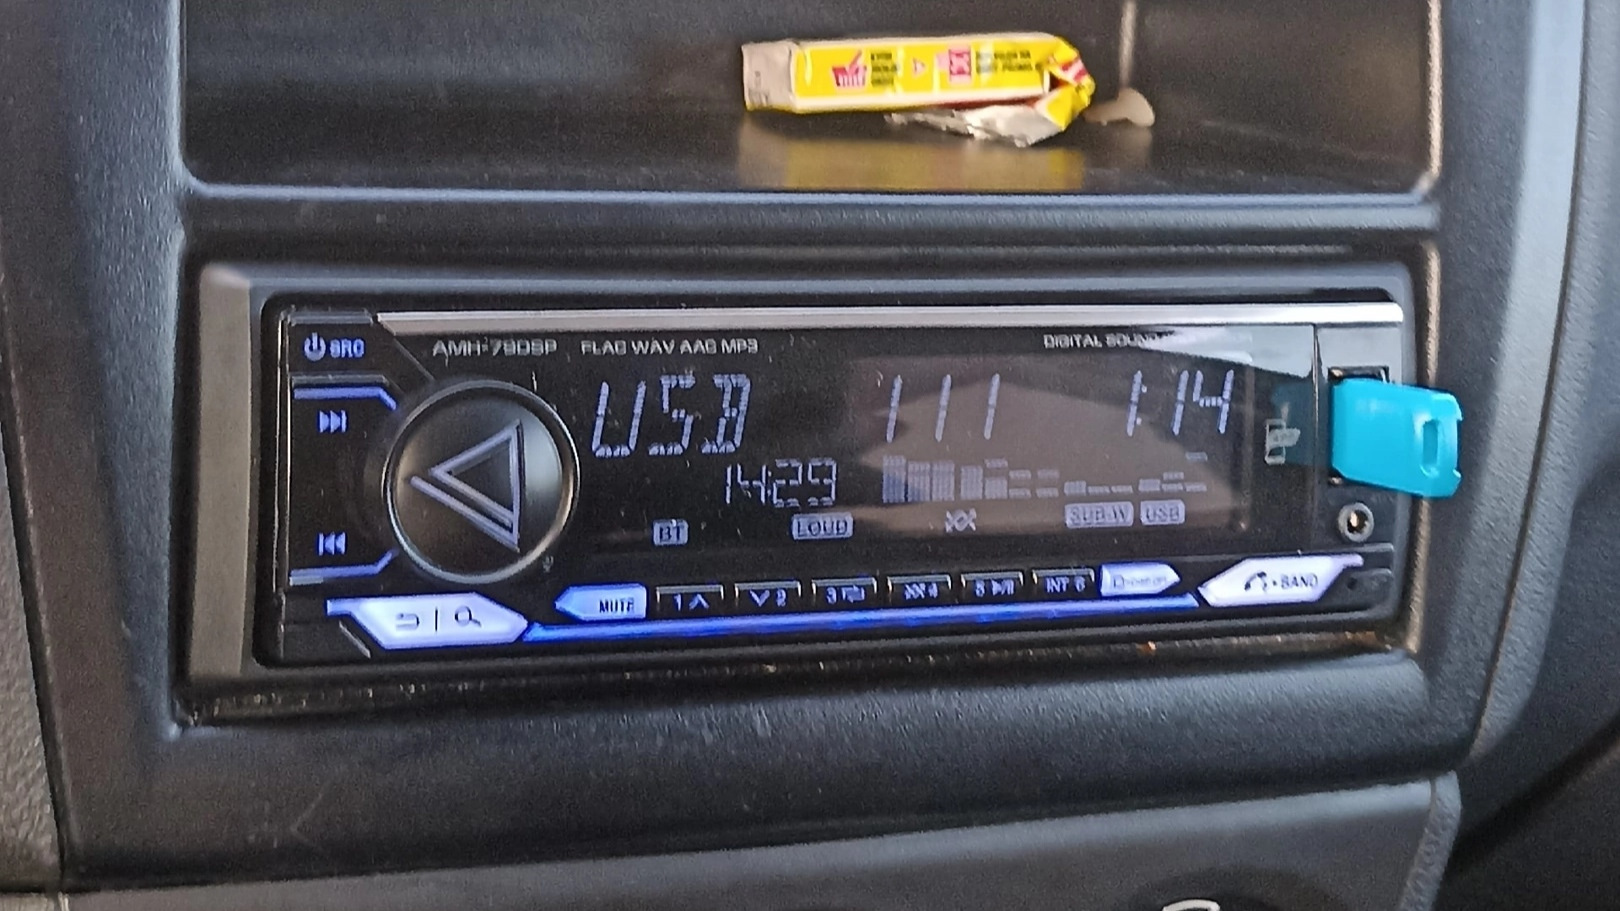 SRC
AMH-79DSP FLAC WAV AAC MP3
DIGITAL SOUND
USB 111 1:14
14:29
BT LOUD SUB-W USB
MUTE 1 2 3 4 5 INT 6
BAND